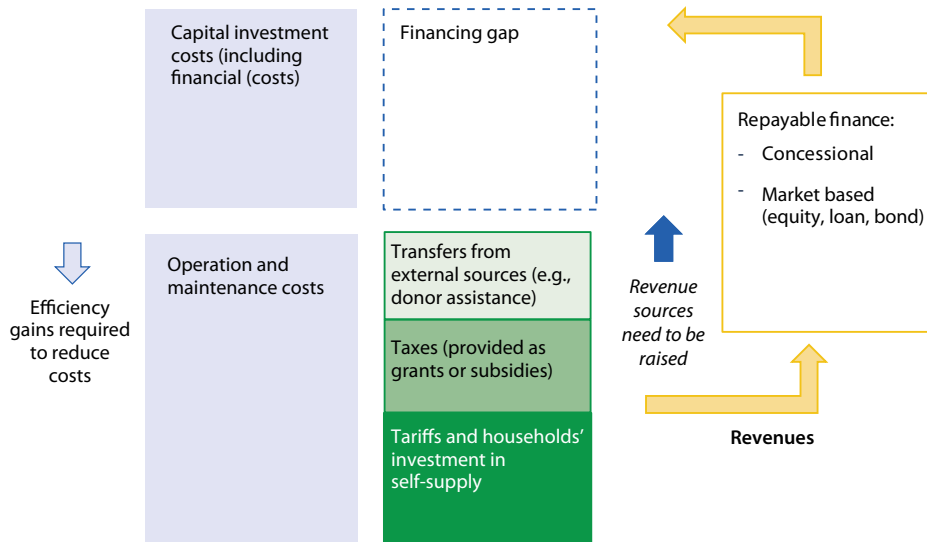 Capital investment
costs (including
financial (costs)
Financing gap
Repayable finance:
- Concessional
- Market based
(equity, loan, bond)
Efficiency
gains required
to reduce
costs
Operation and
maintenance costs
Transfers from
external sources (e.g.,
donor assistance)
Taxes (provided as
grants or subsidies)
Tariffs and households’
investment in
self-supply
Revenue
sources
need to be
raised
Revenues